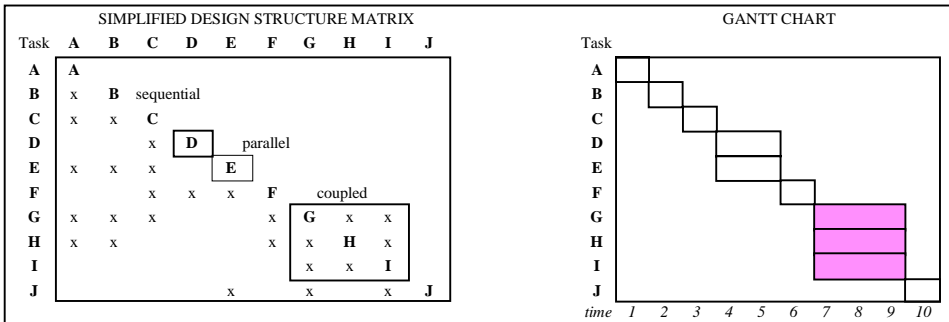 SIMPLIFIED DESIGN STRUCTURE MATRIX
Task A B C D E F G H I J
A A
B x B sequential
C x x C
D x D parallel
E x x x E
F x x x F coupled
G x x x x G x x
H x x x x H x
I x x I
J x x x J
GANTT CHART
Task
A
B
C
D
E
F
G
H
I
J
time 1 2 3 4 5 6 7 8 9 10